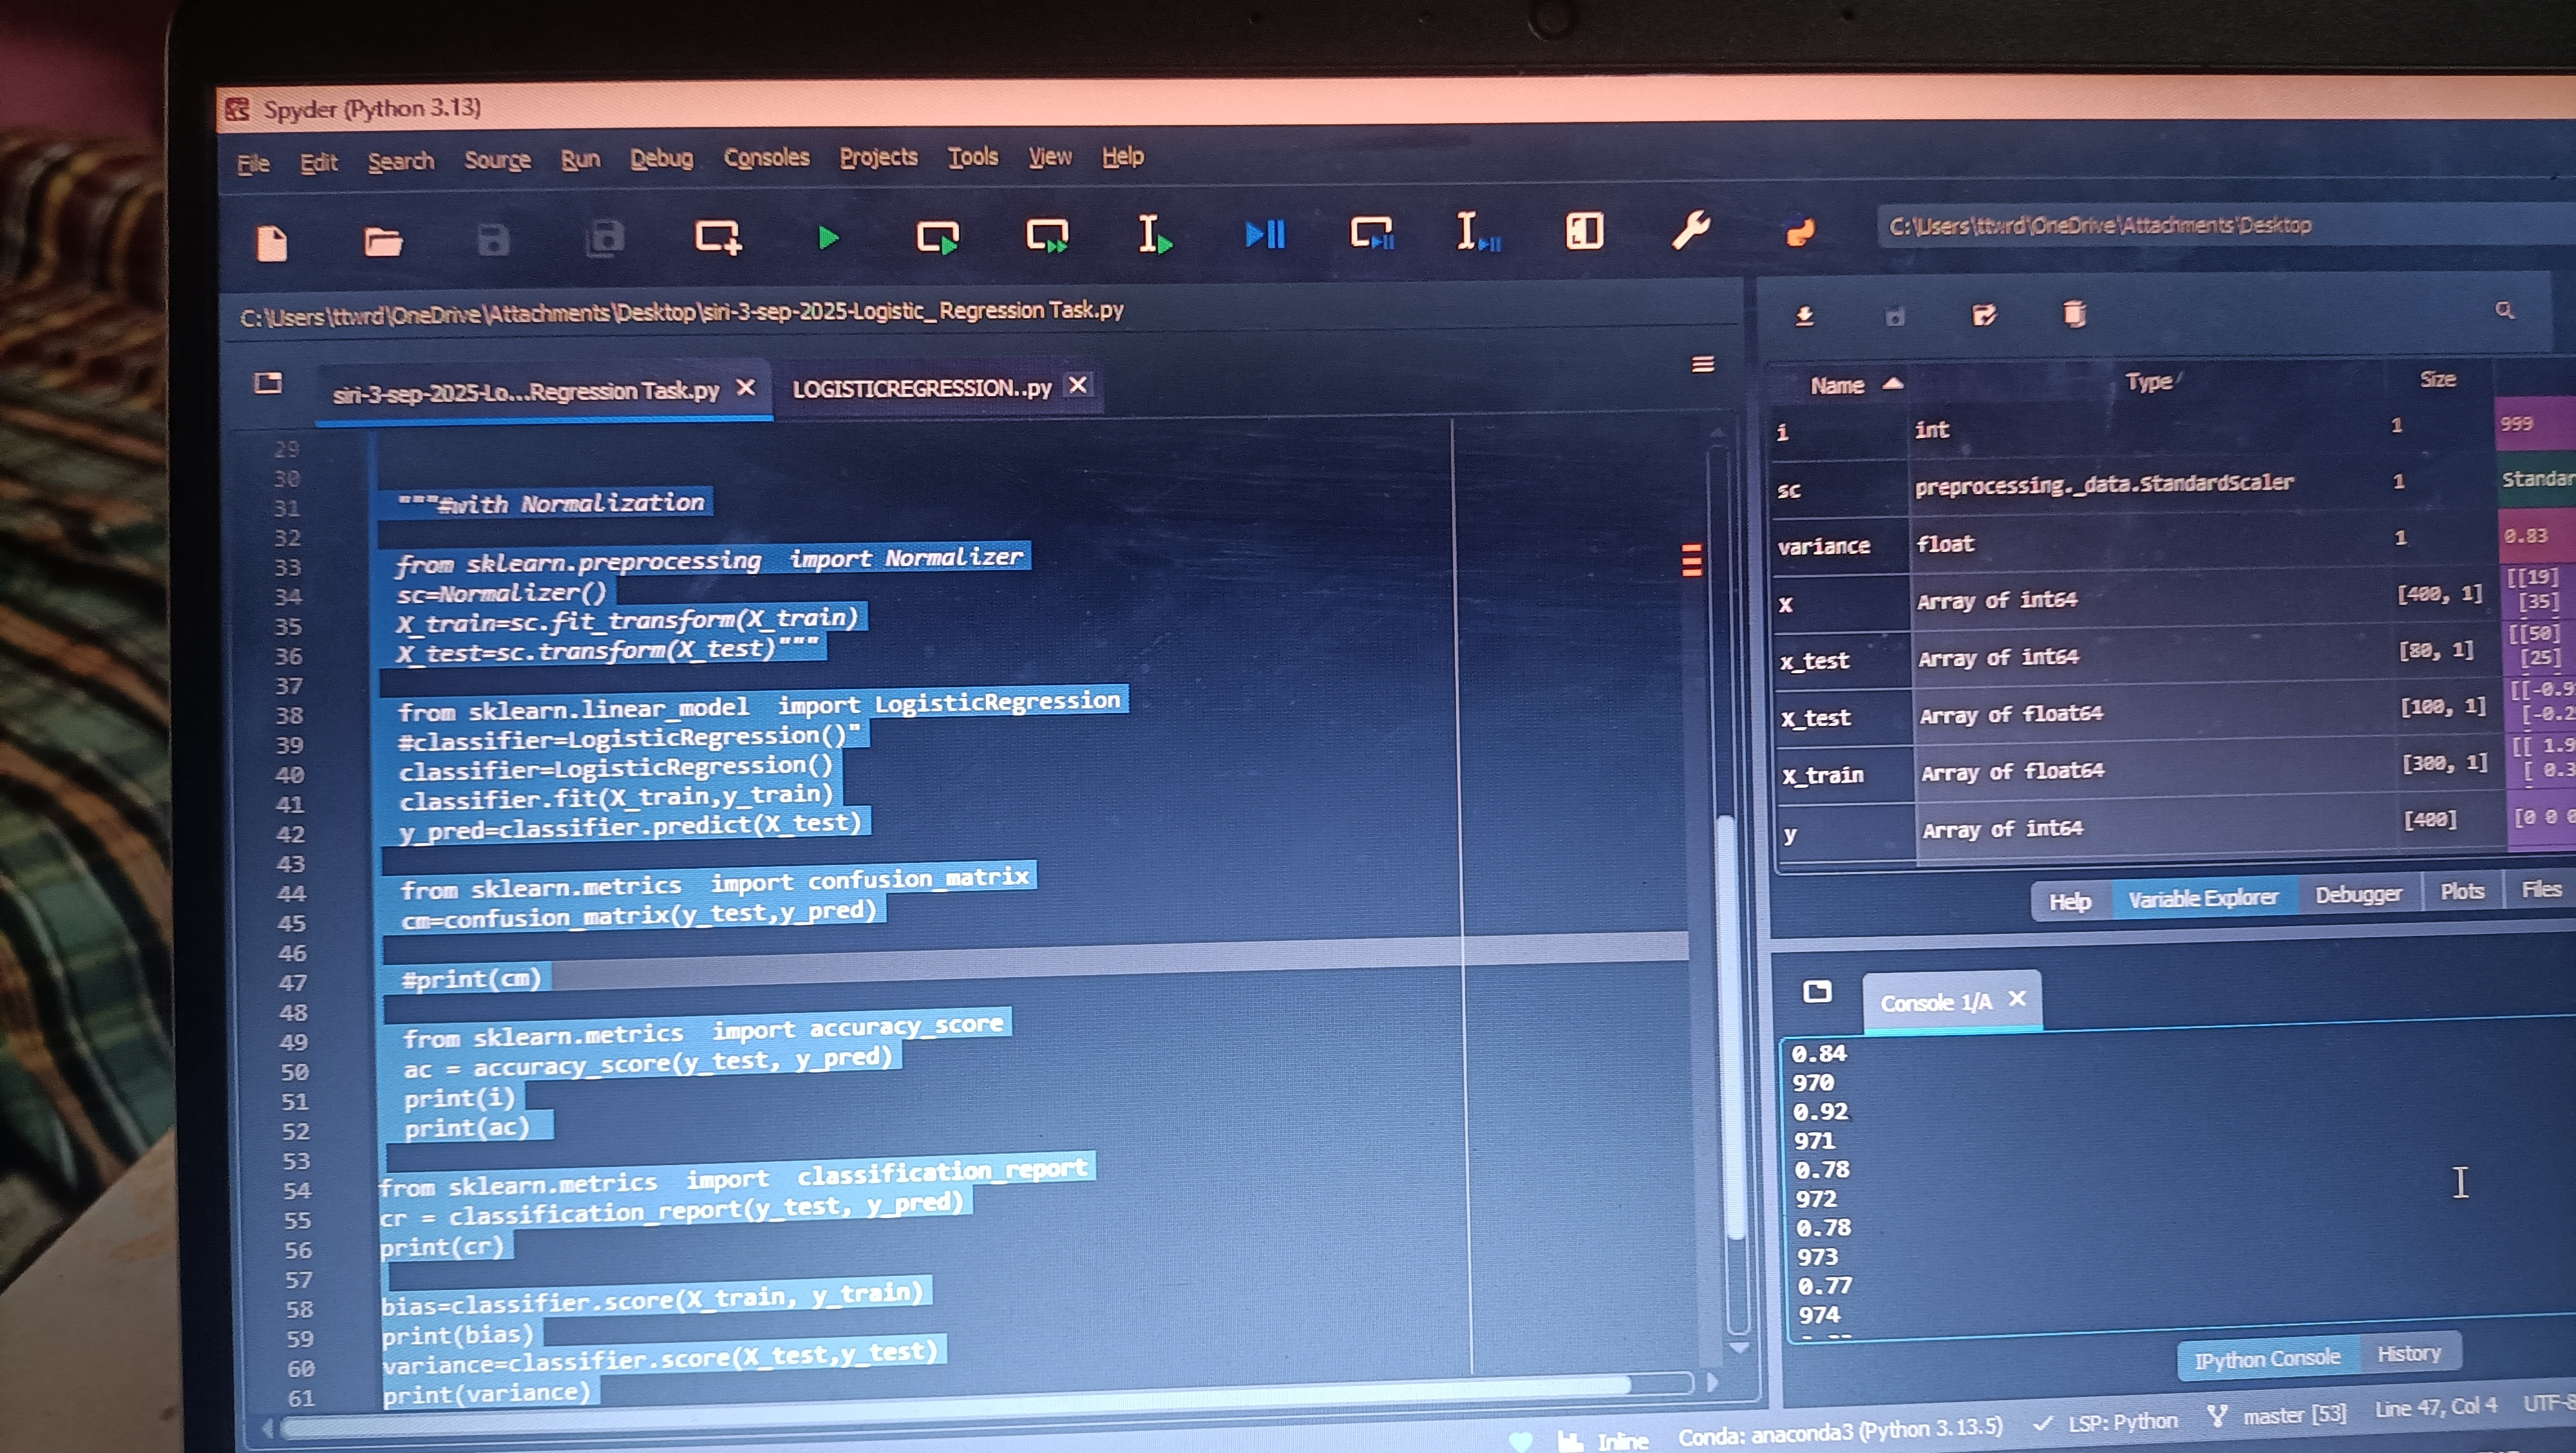 Spyder (Python 3.13)
File Edit Search Source Run Debug Consoles Projects Tools View Help
C:\Users\ttwrd\OneDrive\Attachments\Desktop
C:\Users\ttwrd\OneDrive\Attachments\Desktop\siri-3-sep-2025-Logistic_ Regression Task.py
siri-3-sep-2025-Lo...Regression Task.py
LOGISTICREGRESSION..py
29
30
31 """#with Normalization
32
33 from sklearn.preprocessing  import Normalizer
34 sc=Normalizer()
35 X_train=sc.fit_transform(X_train)
36 X_test=sc.transform(X_test)"""
37
38 from sklearn.linear_model  import LogisticRegression
39 #classifier=LogisticRegression()"
40 classifier=LogisticRegression()
41 classifier.fit(X_train,y_train)
42 y_pred=classifier.predict(X_test)
43
44 from sklearn.metrics  import confusion_matrix
45 cm=confusion_matrix(y_test,y_pred)
46
47 #print(cm)
48
49 from sklearn.metrics  import accuracy_score
50 ac = accuracy_score(y_test, y_pred)
51 print(i)
52 print(ac)
53
54 from sklearn.metrics  import  classification_report
55 cr = classification_report(y_test, y_pred)
56 print(cr)
57
58 bias=classifier.score(X_train, y_train)
59 print(bias)
60 variance=classifier.score(X_test,y_test)
61 print(variance)
Name Type Size
i int 1 999
sc preprocessing._data.StandardScaler 1 Standar
variance float 1 0.83
x Array of int64 [400, 1] [[19]
[35]
x_test Array of int64 [80, 1] [[50]
[25]
X_test Array of float64 [100, 1] [[-0.9
[-0.2
X_train Array of float64 [300, 1] [[ 1.9
[ 0.3
y Array of int64 [400] [0 0 0
Help Variable Explorer Debugger Plots Files
Console 1/A
0.84
970
0.92
971
0.78
972
0.78
973
0.77
974
IPython Console History
Inline Conda: anaconda3 (Python 3.13.5) LSP: Python master [53] Line 47, Col 4 UTF-8